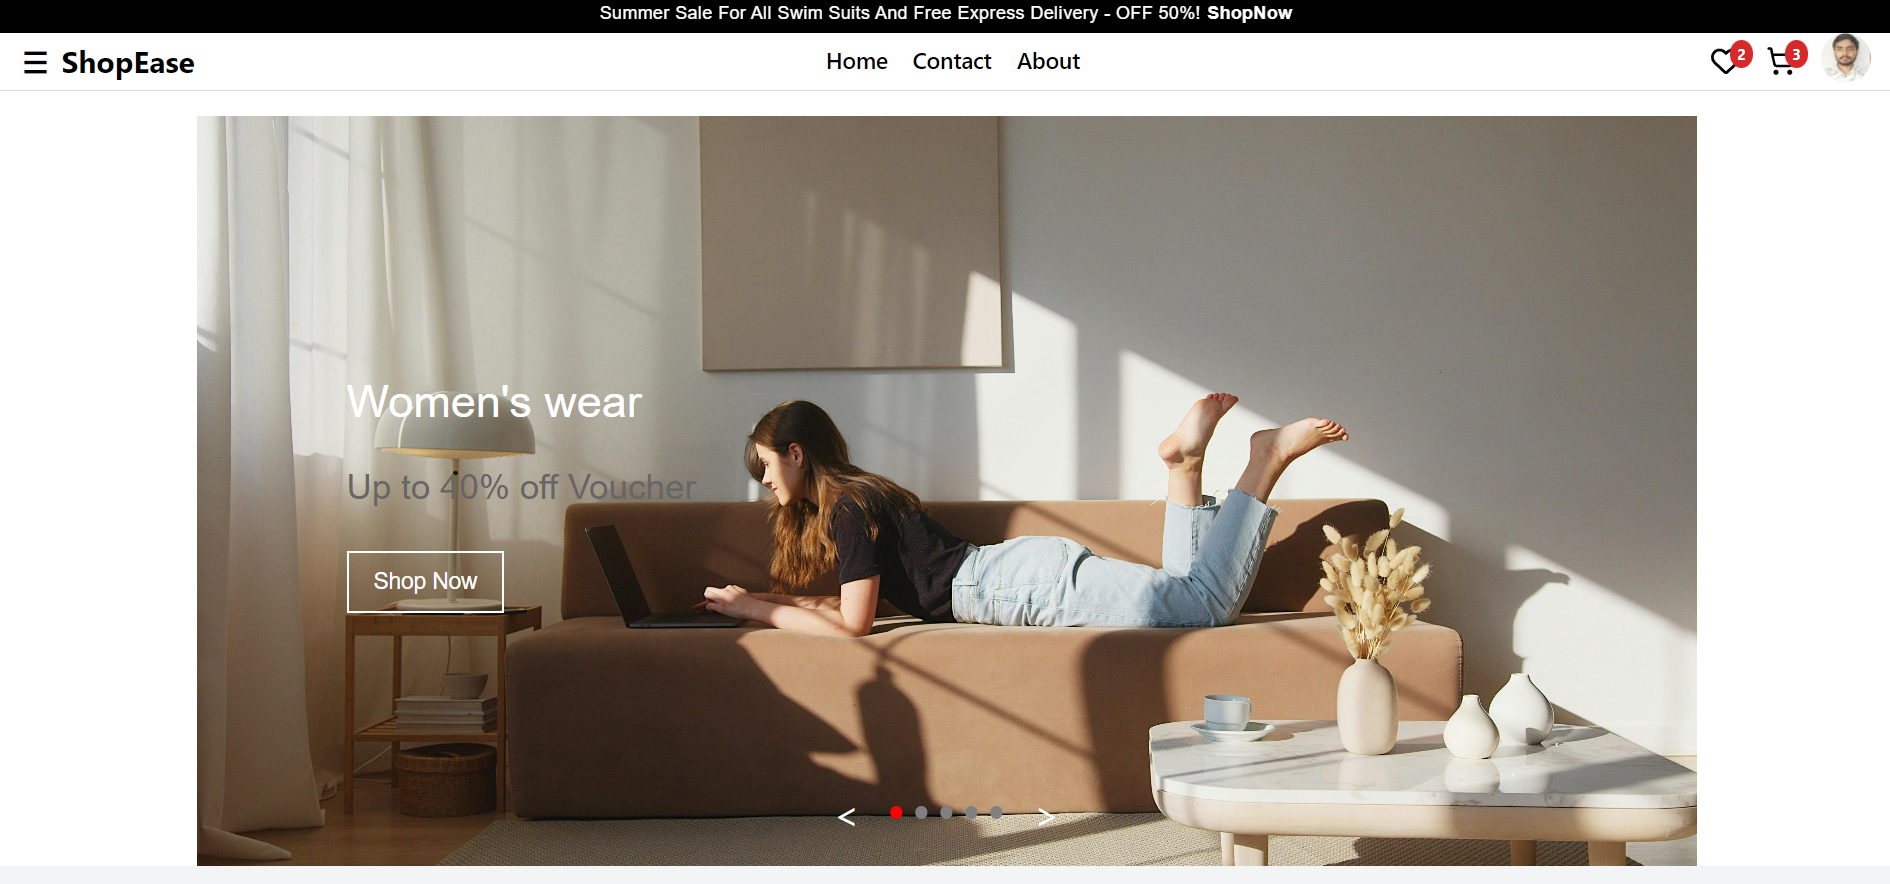 Summer Sale For All Swim Suits And Free Express Delivery - OFF 50%! ShopNow
ShopEase
Home Contact About
2
3
Women's wear
Up to 40% off Voucher
Shop Now
< >